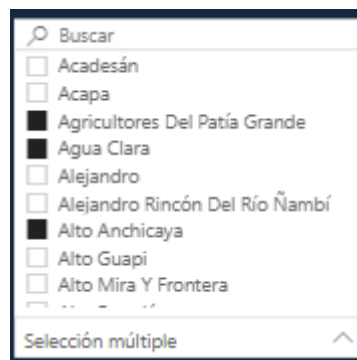 Buscar
Acadesán
Acapa
Agricultores Del Patía Grande
Agua Clara
Alejandro
Alejandro Rincón Del Río Ñambí
Alto Anchicaya
Alto Guapi
Alto Mira Y Frontera
Selección múltiple